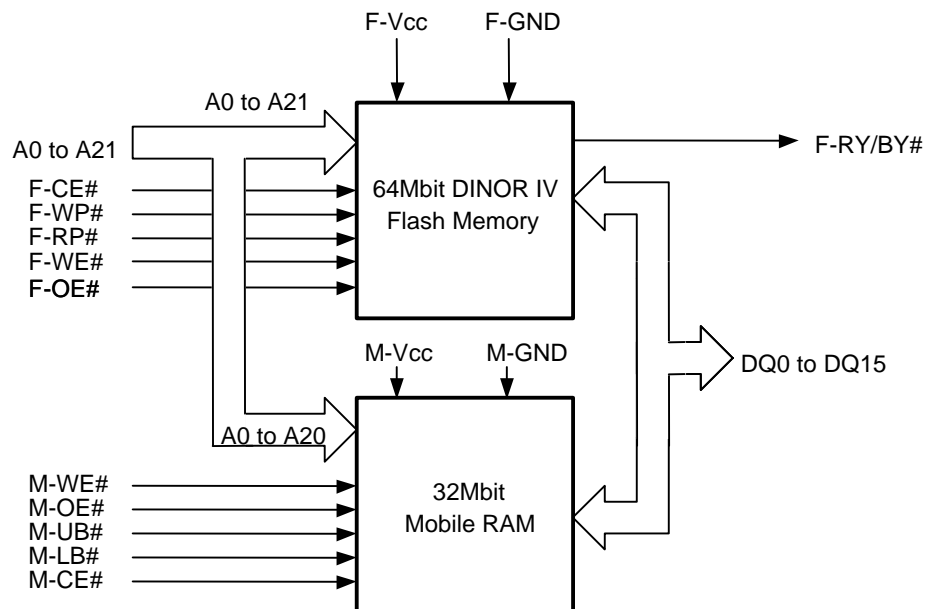 F-Vcc
F-GND
A0 to A21
A0 to A21
F-RY/BY#
F-CE#
F-WP#
F-RP#
F-WE#
F-OE#
64Mbit DINOR IV
Flash Memory
M-Vcc
M-GND
DQ0 to DQ15
A0 to A20
M-WE#
M-OE#
M-UB#
M-LB#
M-CE#
32Mbit
Mobile RAM